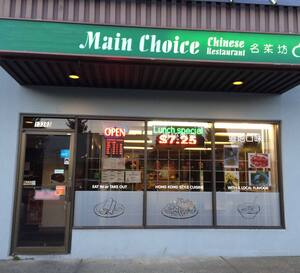 Main Choice Chinese Restaurant 名菜坊
OPEN
Lunch special
$7.25
EAT IN or TAKE OUT
HONG KONG STYLE CUISINE
WITH A LOCAL FLAVOUR